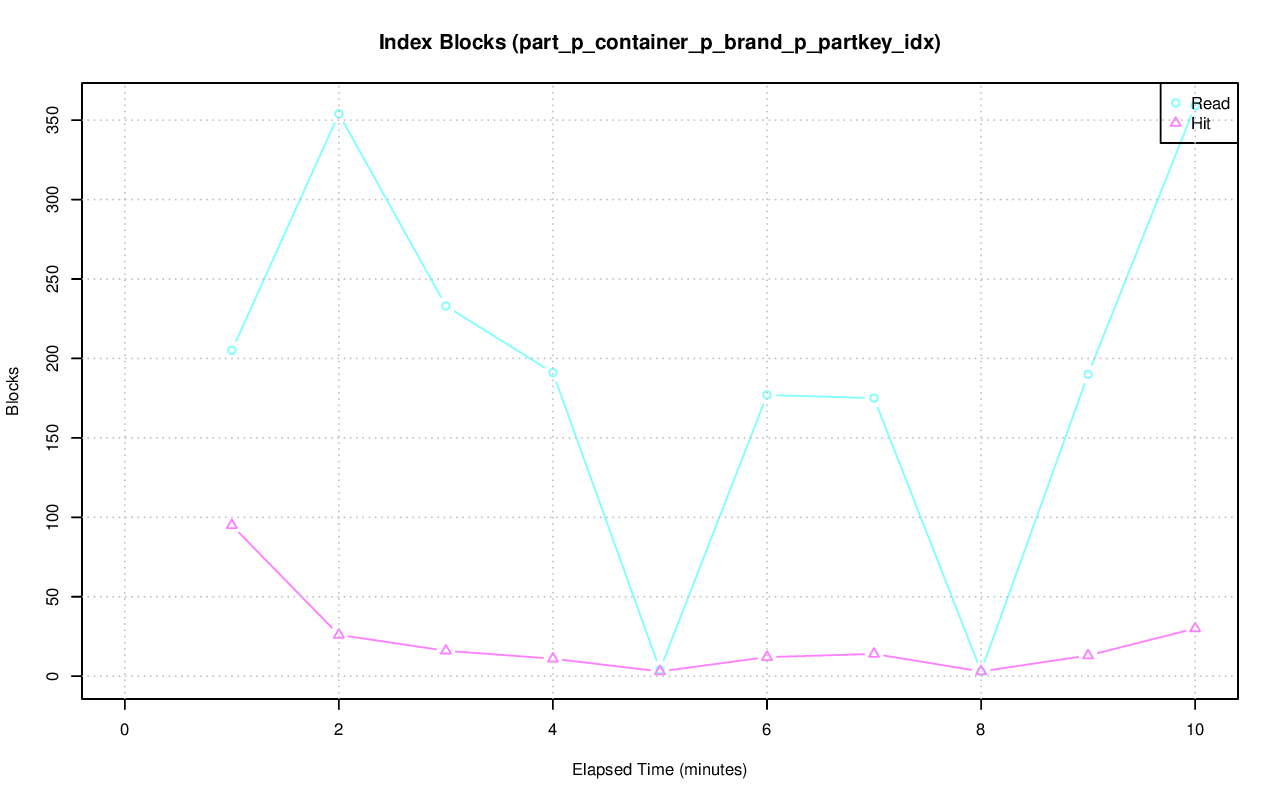 Index Blocks (part_p_container_p_brand_p_partkey_idx)
Read
Hit
350
300
250
200
150
100
50
0
Blocks
0 2 4 6 8 10
Elapsed Time (minutes)